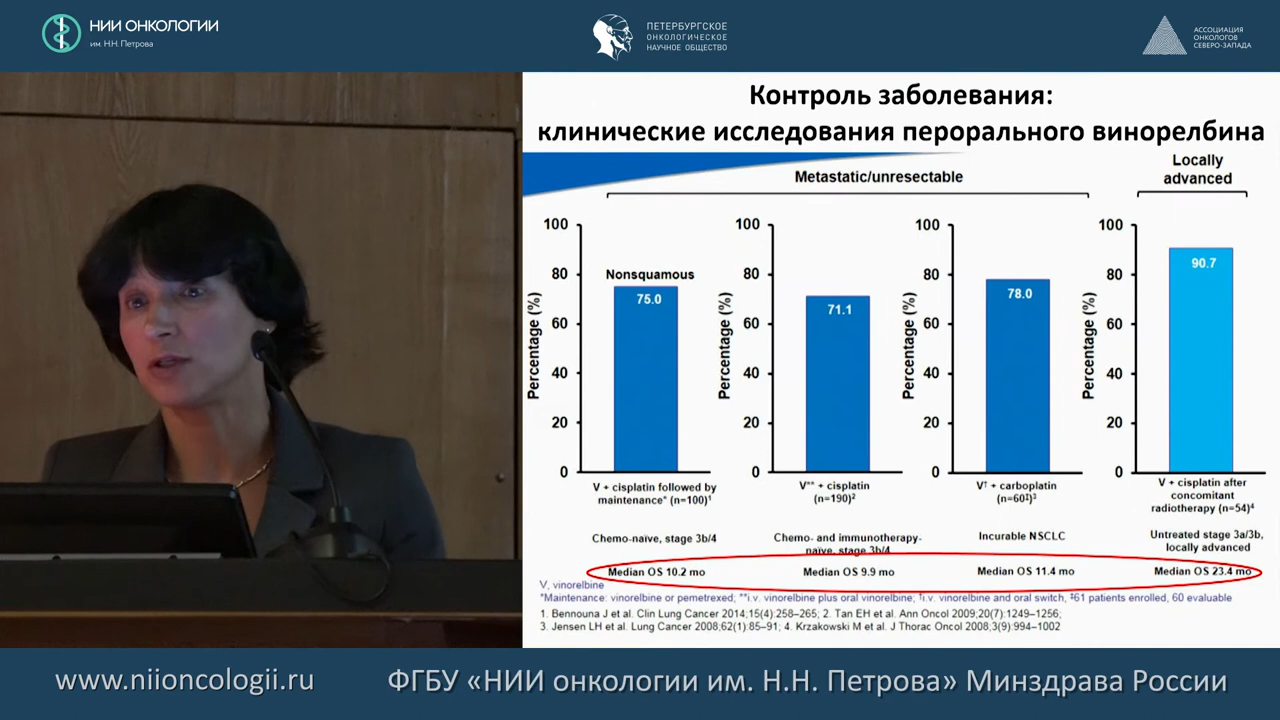 НИИ ОНКОЛОГИИ
им. Н.Н. Петрова
ПЕТЕРБУРГСКОЕ
ОНКОЛОГИЧЕСКОЕ
НАУЧНОЕ ОБЩЕСТВО
АССОЦИАЦИЯ
ОНКОЛОГОВ
СЕВЕРО-ЗАПАДА
Контроль заболевания:
клинические исследования перорального винорелбина
Metastatic/unresectable
Locally
advanced
Percentage (%)
100
80
60
40
20
0
Nonsquamous
75.0
V + cisplatin followed by
maintenance* (n=100)¹
Chemo-naïve, stage 3b/4
Median OS 10.2 mo
Percentage (%)
100
80
60
40
20
0
71.1
V** + cisplatin
(n=190)²
Chemo- and immunotherapy-
naïve, stage 3b/4
Median OS 9.9 mo
Percentage (%)
100
80
60
40
20
0
78.0
V† + carboplatin
(n=60‡)³
Incurable NSCLC
Median OS 11.4 mo
Percentage (%)
100
80
60
40
20
0
90.7
V + cisplatin after
concomitant
radiotherapy (n=54)⁴
Untreated stage 3a/3b,
locally advanced
Median OS 23.4 mo
V, vinorelbine
*Maintenance: vinorelbine or pemetrexed; **i.v. vinorelbine plus oral vinorelbine; †i.v. vinorelbine and oral switch, ‡61 patients enrolled, 60 evaluable
1. Bennouna J et al. Clin Lung Cancer 2014;15(4):258–265; 2. Tan EH et al. Ann Oncol 2009;20(7):1249–1256;
3. Jensen LH et al. Lung Cancer 2008;62(1):85–91; 4. Krzakowski M et al. J Thorac Oncol 2008;3(9):994–1002
www.niioncologii.ru
ФГБУ «НИИ онкологии им. Н.Н. Петрова» Минздрава России